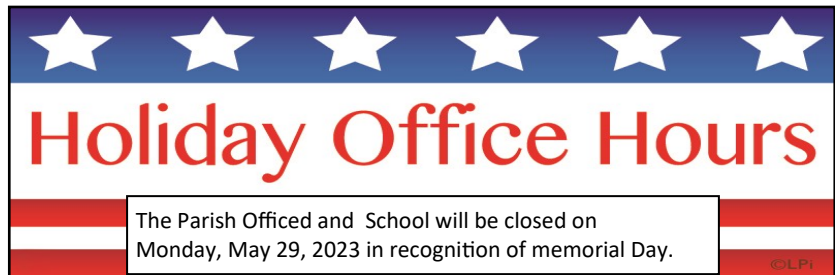 Holiday Office Hours
The Parish Officed and  School will be closed on
Monday, May 29, 2023 in recognition of memorial Day.
©LPi